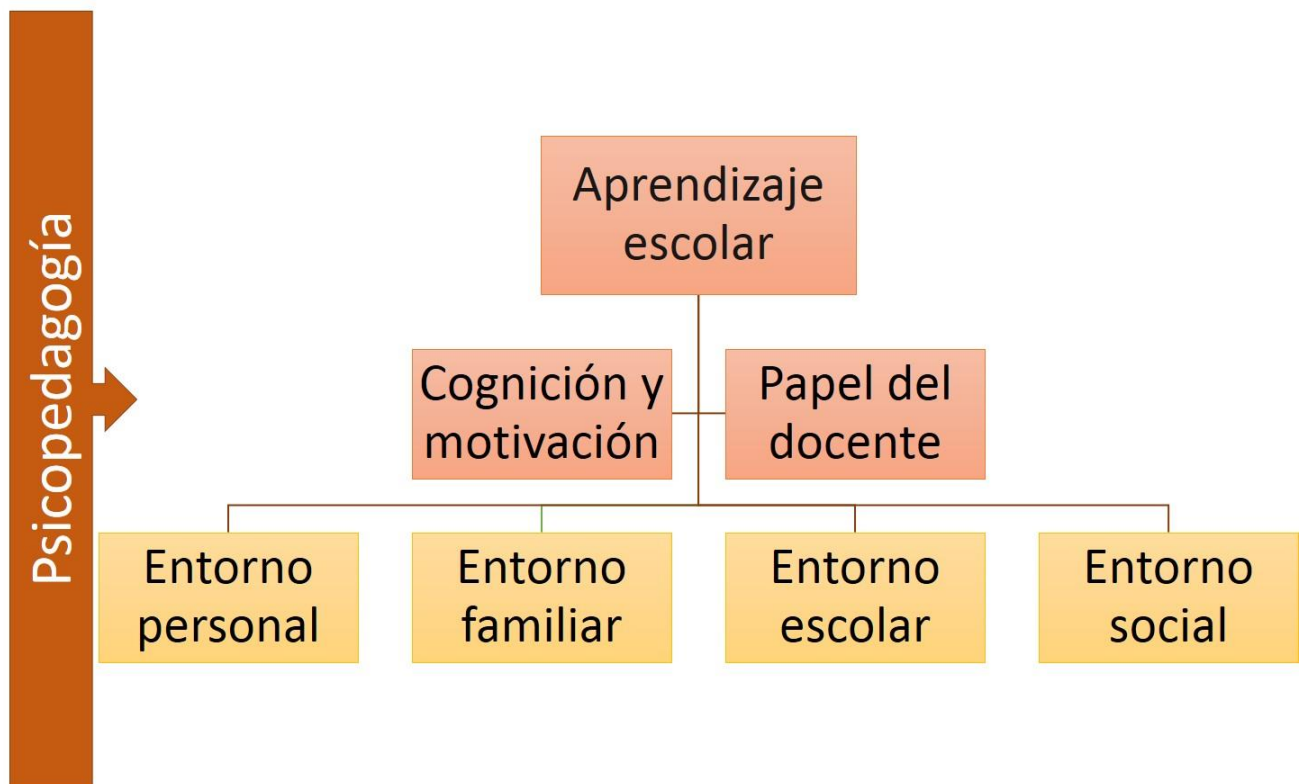 Psicopedagogía
Aprendizaje
escolar
Cognición y
motivación
Papel del
docente
Entorno
personal
Entorno
familiar
Entorno
escolar
Entorno
social